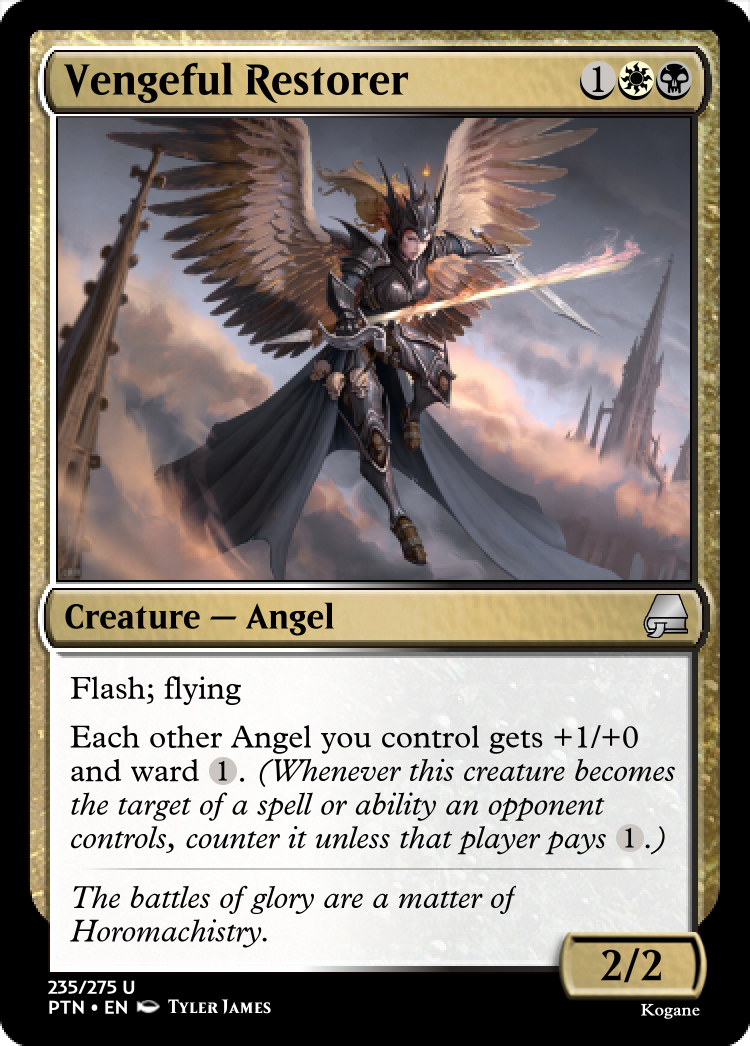 Vengeful Restorer 1
Creature — Angel
Flash; flying
Each other Angel you control gets +1/+0
and ward 1. (Whenever this creature becomes
the target of a spell or ability an opponent
controls, counter it unless that player pays 1.)
The battles of glory are a matter of
Horomachistry.
2/2
235/275 U
PTN • EN Tyler James
Kogane